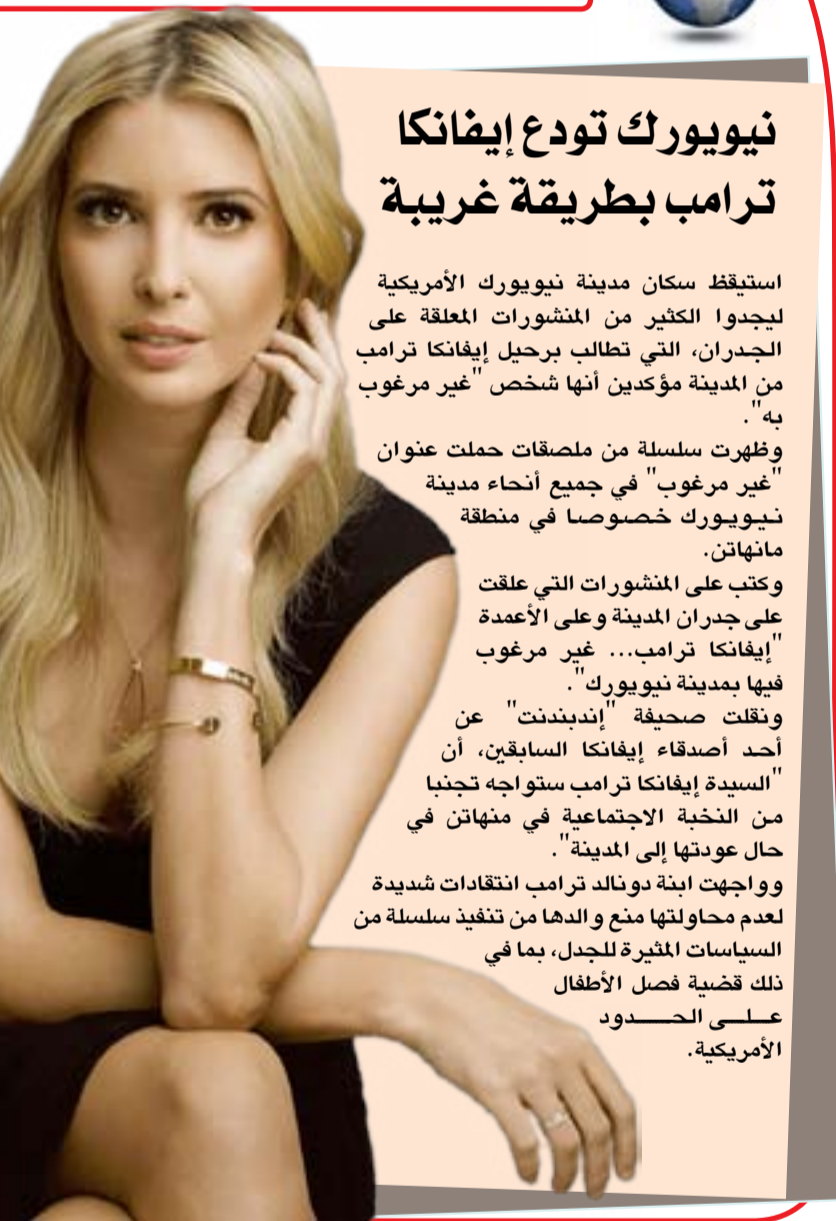 نيويورك تودع إيفانكا
ترامب بطريقة غريبة
استيقظ سكان مدينة نيويورك الأمريكية
ليجدوا الكثير من المنشورات المعلقة على
الجدران، التي تطالب برحيل إيفانكا ترامب
من المدينة مؤكدين أنها شخص "غير مرغوب
به".
وظهرت سلسلة من ملصقات حملت عنوان
"غير مرغوب" في جميع أنحاء مدينة
نيويورك خصوصا في منطقة
مانهاتن.
وكتب على المنشورات التي علقت
على جدران المدينة وعلى الأعمدة
"إيفانكا ترامب... غير مرغوب
فيها بمدينة نيويورك".
ونقلت صحيفة "إندبندنت" عن
أحد أصدقاء إيفانكا السابقين، أن
"السيدة إيفانكا ترامب ستواجه تجنبا
من النخبة الاجتماعية في منهاتن في
حال عودتها إلى المدينة".
وواجهت ابنة دونالد ترامب انتقادات شديدة
لعدم محاولتها منع والدها من تنفيذ سلسلة من
السياسات المثيرة للجدل، بما في
ذلك قضية فصل الأطفال
عـلـــى الحـــــدود
الأمريكية.